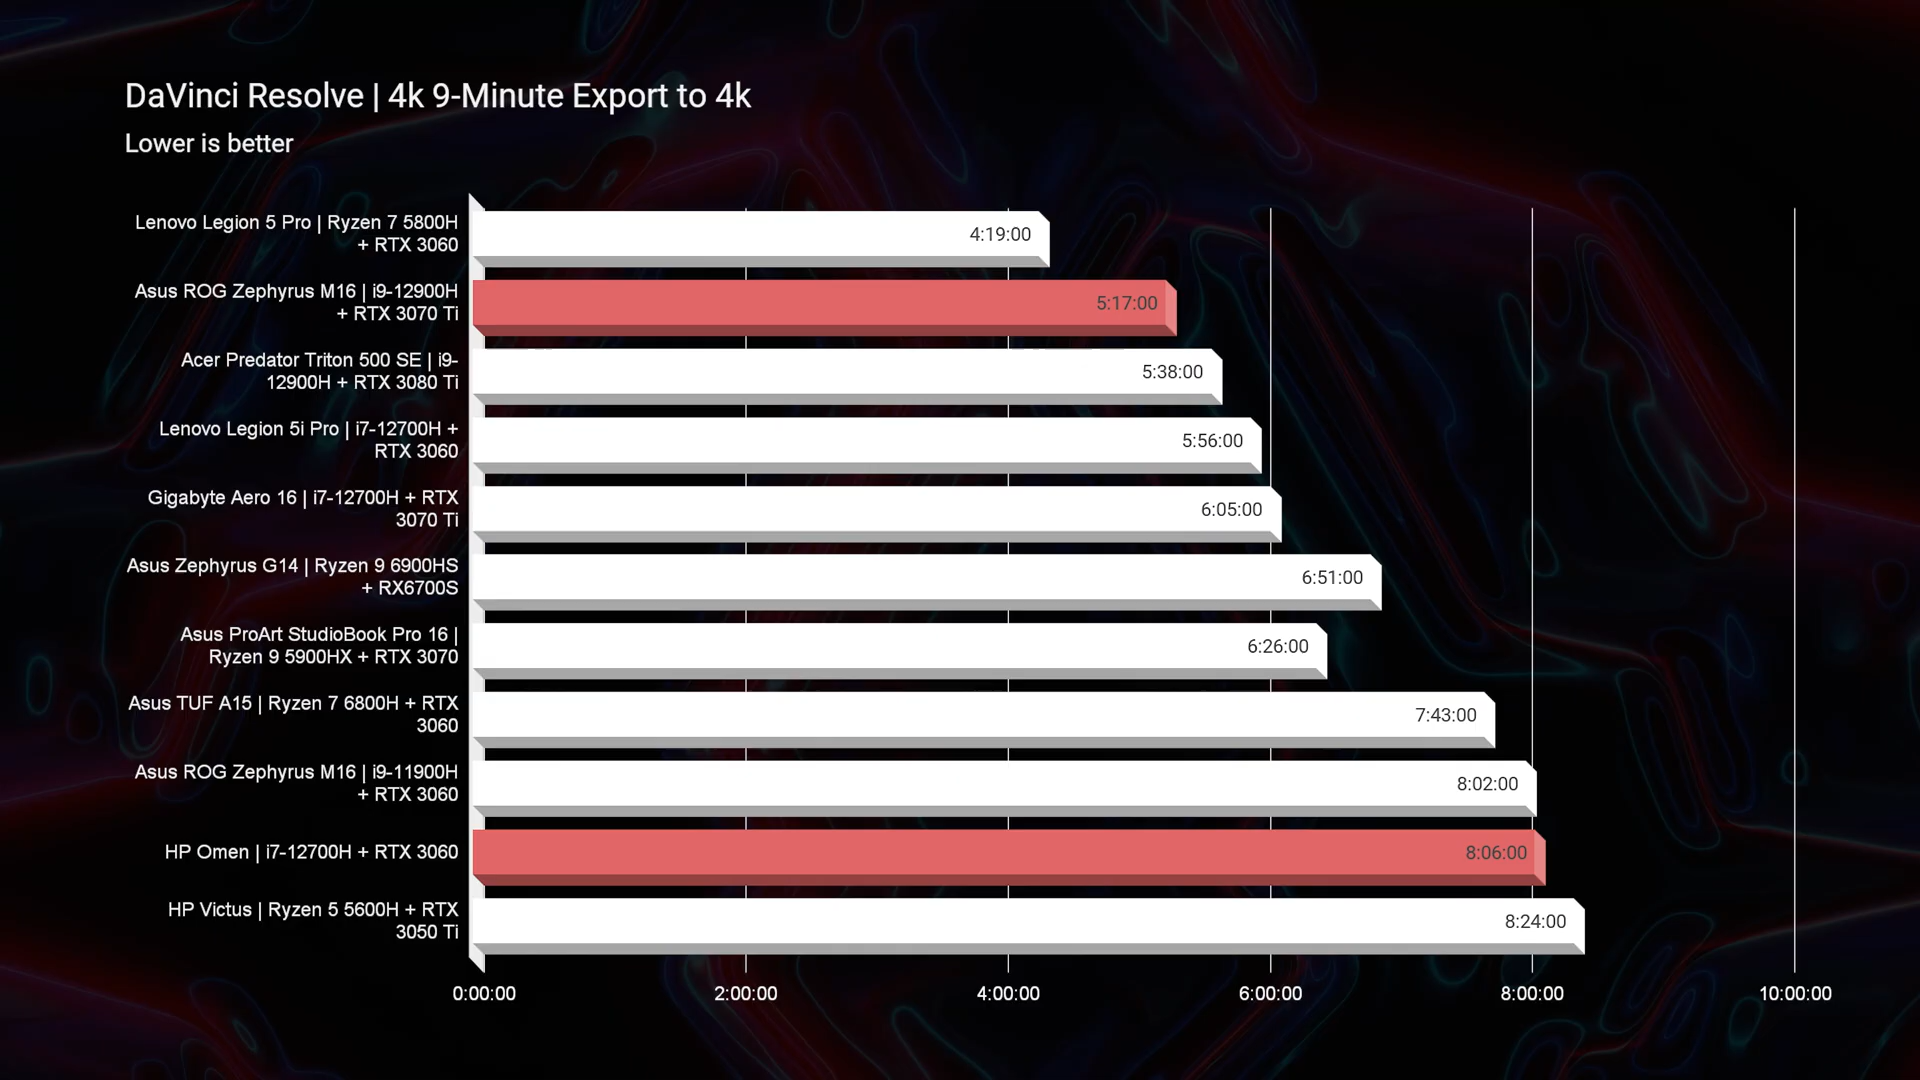 DaVinci Resolve | 4k 9-Minute Export to 4k
Lower is better
Lenovo Legion 5 Pro | Ryzen 7 5800H
+ RTX 3060
4:19:00
Asus ROG Zephyrus M16 | i9-12900H
+ RTX 3070 Ti
5:17:00
Acer Predator Triton 500 SE | i9-
12900H + RTX 3080 Ti
5:38:00
Lenovo Legion 5i Pro | i7-12700H +
RTX 3060
5:56:00
Gigabyte Aero 16 | i7-12700H + RTX
3070 Ti
6:05:00
Asus Zephyrus G14 | Ryzen 9 6900HS
+ RX6700S
6:51:00
Asus ProArt StudioBook Pro 16 |
Ryzen 9 5900HX + RTX 3070
6:26:00
Asus TUF A15 | Ryzen 7 6800H + RTX
3060
7:43:00
Asus ROG Zephyrus M16 | i9-11900H
+ RTX 3060
8:02:00
HP Omen | i7-12700H + RTX 3060
8:06:00
HP Victus | Ryzen 5 5600H + RTX
3050 Ti
8:24:00
0:00:00 2:00:00 4:00:00 6:00:00 8:00:00 10:00:00